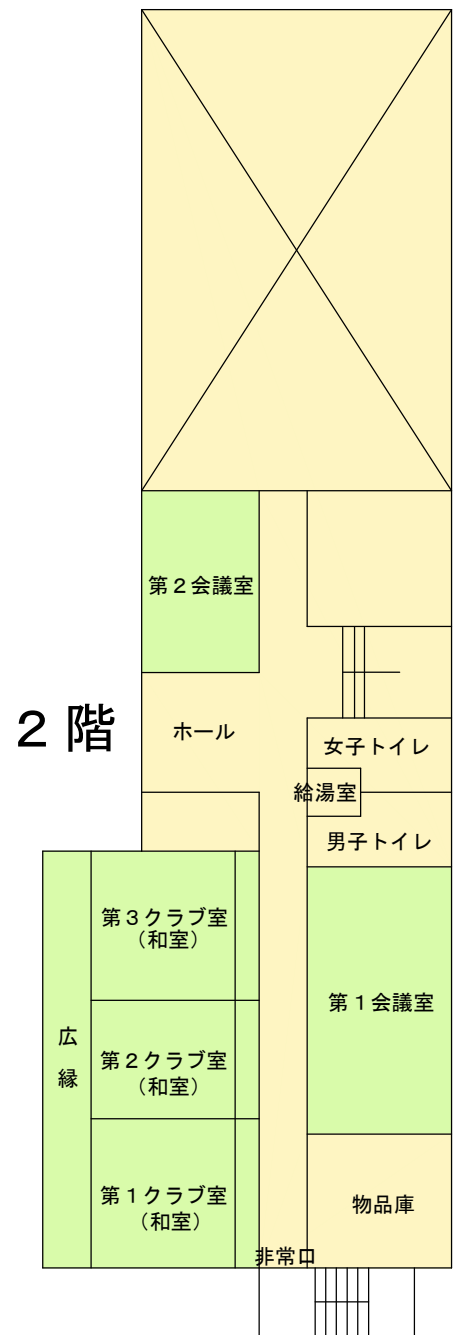 第２会議室
２階
ホール
女子トイレ
給湯室
男子トイレ
第３クラブ室
（和室）
第１会議室
広
縁
第２クラブ室
（和室）
第１クラブ室
（和室）
物品庫
非常口